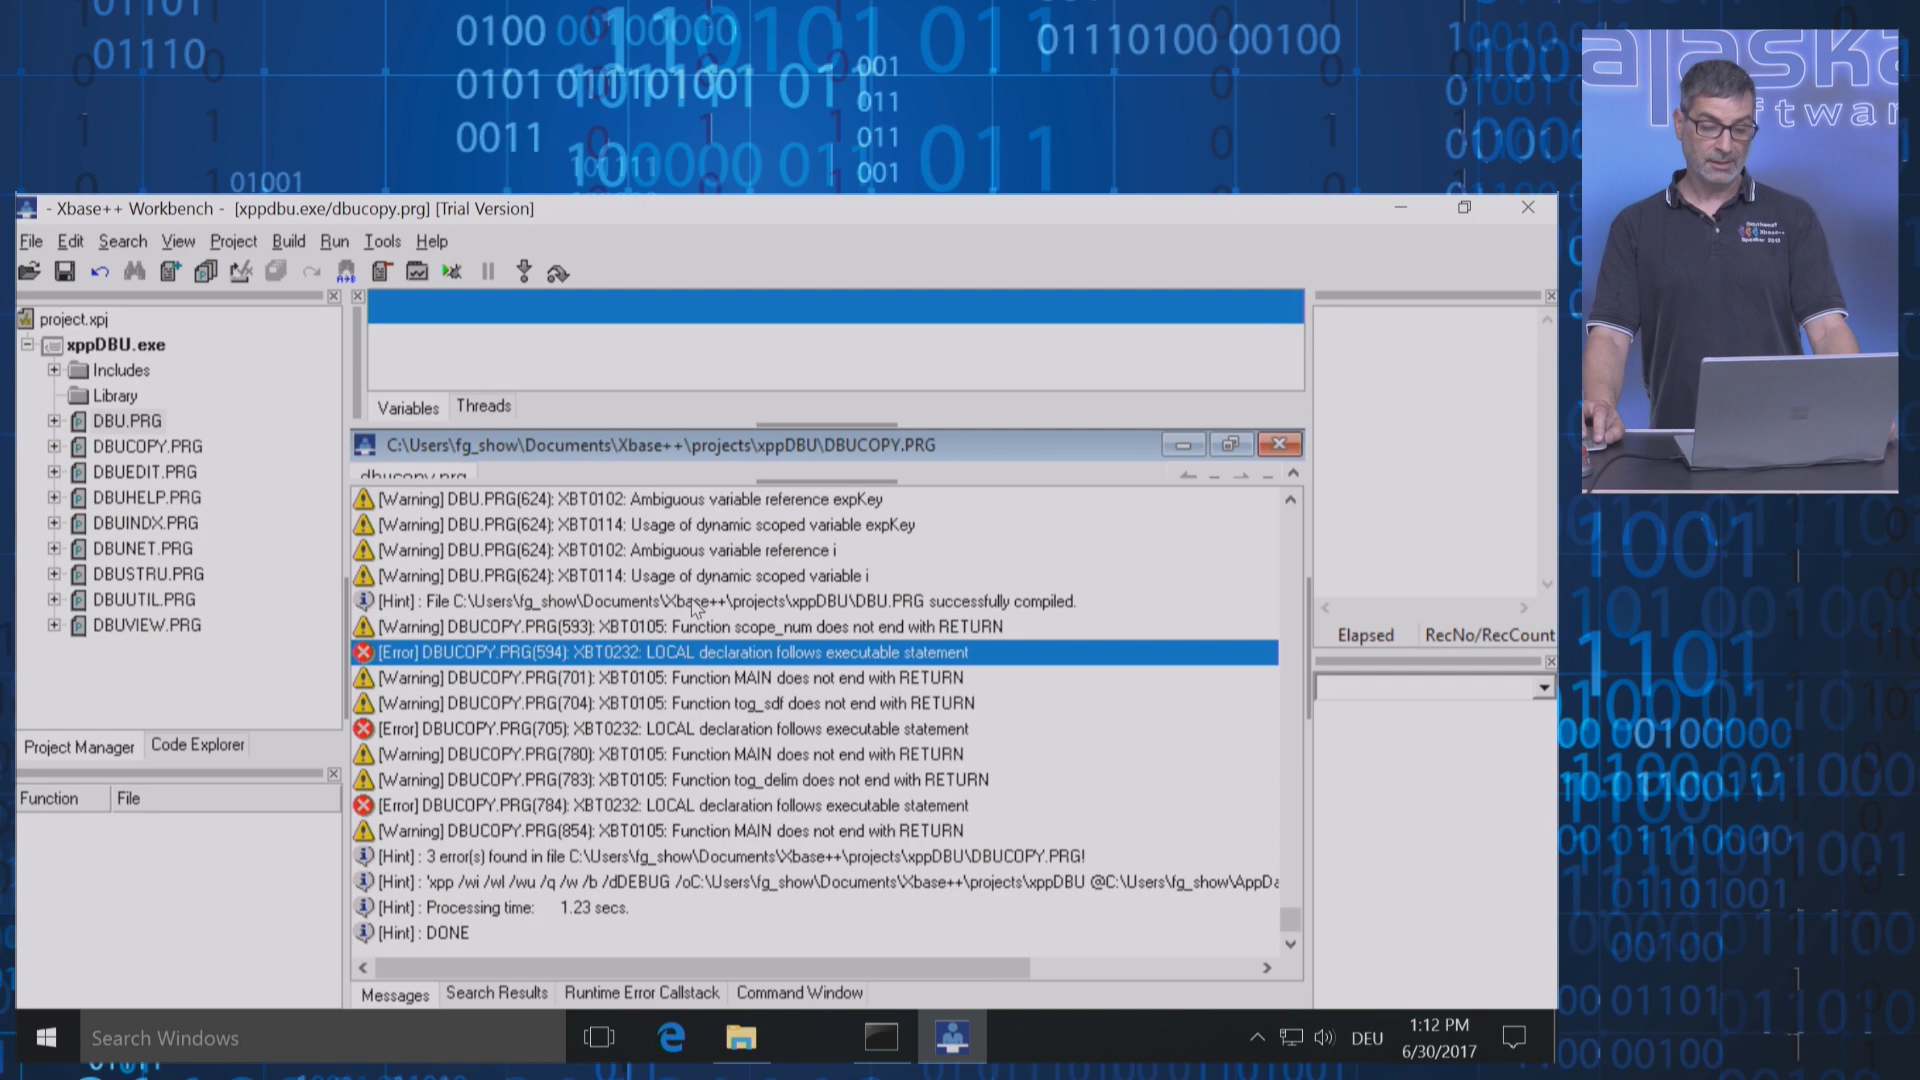 - Xbase++ Workbench - [xppdbu.exe/dbucopy.prg] [Trial Version]
File Edit Search View Project Build Run Tools Help
project.xpj
xppDBU.exe
Includes
Library
DBU.PRG
DBUCOPY.PRG
DBUEDIT.PRG
DBUHELP.PRG
DBUINDX.PRG
DBUNET.PRG
DBUSTRU.PRG
DBUUTIL.PRG
DBUVIEW.PRG
Project Manager Code Explorer
Function File
Variables Threads
C:\Users\fg_show\Documents\Xbase++\projects\xppDBU\DBUCOPY.PRG
dbucopy.prg
[Warning] DBU.PRG(624): XBT0102: Ambiguous variable reference expKey
[Warning] DBU.PRG(624): XBT0114: Usage of dynamic scoped variable expKey
[Warning] DBU.PRG(624): XBT0102: Ambiguous variable reference i
[Warning] DBU.PRG(624): XBT0114: Usage of dynamic scoped variable i
[Hint] : File C:\Users\fg_show\Documents\Xbase++\projects\xppDBU\DBU.PRG successfully compiled.
[Warning] DBUCOPY.PRG(593): XBT0105: Function scope_num does not end with RETURN
[Error] DBUCOPY.PRG(594): XBT0232: LOCAL declaration follows executable statement
[Warning] DBUCOPY.PRG(701): XBT0105: Function MAIN does not end with RETURN
[Warning] DBUCOPY.PRG(704): XBT0105: Function tog_sdf does not end with RETURN
[Error] DBUCOPY.PRG(705): XBT0232: LOCAL declaration follows executable statement
[Warning] DBUCOPY.PRG(780): XBT0105: Function MAIN does not end with RETURN
[Warning] DBUCOPY.PRG(783): XBT0105: Function tog_delim does not end with RETURN
[Error] DBUCOPY.PRG(784): XBT0232: LOCAL declaration follows executable statement
[Warning] DBUCOPY.PRG(854): XBT0105: Function MAIN does not end with RETURN
[Hint] : 3 error(s) found in file C:\Users\fg_show\Documents\Xbase++\projects\xppDBU\DBUCOPY.PRG!
[Hint] : 'xpp /wi /wl /wu /q /w /b /dDEBUG /oC:\Users\fg_show\Documents\Xbase++\projects\xppDBU @C:\Users\fg_show\AppDa
[Hint] : Processing time: 1.23 secs.
[Hint] : DONE
Messages Search Results Runtime Error Callstack Command Window
Elapsed RecNo/RecCount
Search Windows
DEU
1:12 PM
6/30/2017
alaska
ftwar
Southwest
Xbase++
Speaker 2013